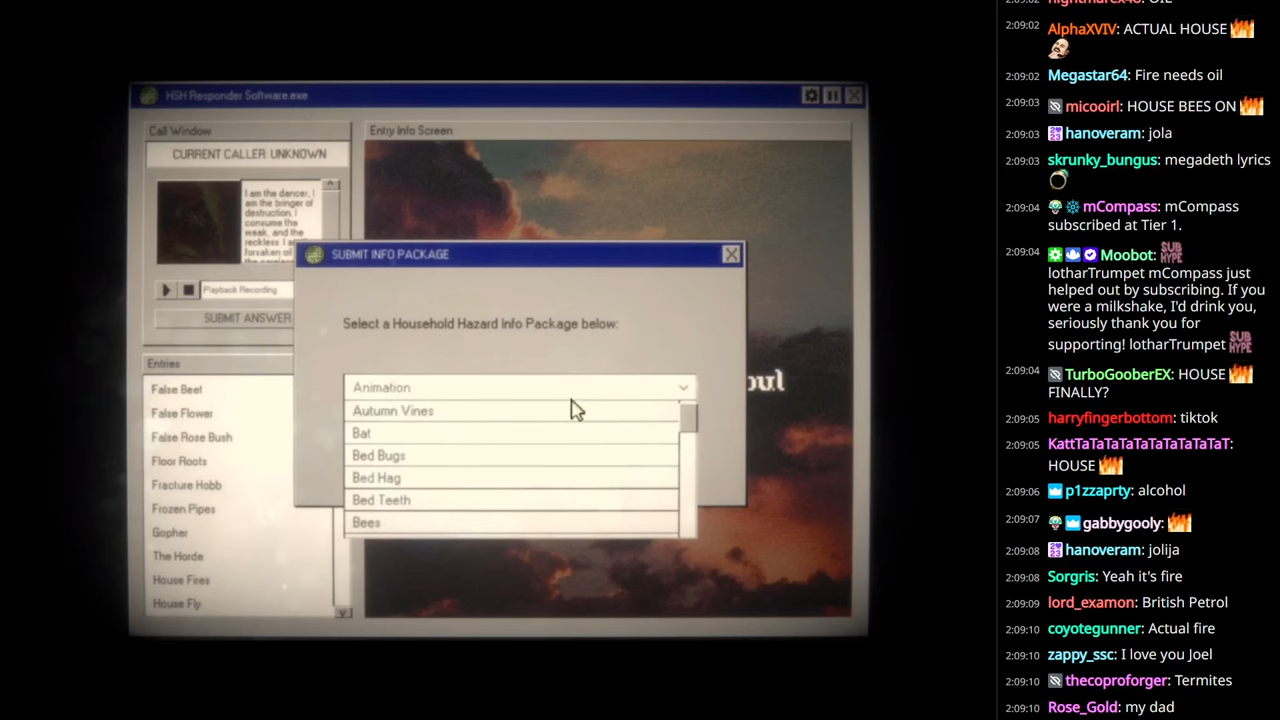 HSH Responder Software.exe
Call Window
CURRENT CALLER: UNKNOWN
I am the dancer, I
am the bringer of
destruction. I
consume the
weak, and the
reckless. I am
forsaken oil
Playback Recording
SUBMIT ANSWER
Entry Info Screen
SUBMIT INFO PACKAGE
Select a Household Hazard Info Package below:
Animation
Autumn Vines
Bat
Bed Bugs
Bed Hag
Bed Teeth
Bees
Entries
False Beet
False Flower
False Rose Bush
Floor Roots
Fracture Hobb
Frozen Pipes
Gopher
The Horde
House Fires
House Fly
2:09:02 AlphaXVIV: ACTUAL HOUSE
2:09:02 Megastar64: Fire needs oil
2:09:03 micooirl: HOUSE BEES ON
2:09:03 hanoveram: jola
2:09:03 skrunky_bungus: megadeth lyrics
2:09:04 mCompass: mCompass
subscribed at Tier 1.
2:09:04 Moobot: SUB HYPE
lotharTrumpet mCompass just
helped out by subscribing. If you
were a milkshake, I'd drink you,
seriously thank you for
supporting! lotharTrumpet SUB HYPE
2:09:04 TurboGooberEX: HOUSE
FINALLY?
2:09:05 harryfingerbottom: tiktok
2:09:05 KattTaTaTaTaTaTaTaTaTaT:
HOUSE
2:09:06 p1zzaprty: alcohol
2:09:07 gabbygooly:
2:09:08 hanoveram: jolija
2:09:08 Sorgris: Yeah it's fire
2:09:09 lord_examon: British Petrol
2:09:10 coyotegunner: Actual fire
2:09:10 zappy_ssc: I love you Joel
2:09:10 thecoproforger: Termites
2:09:10 Rose_Gold: my dad